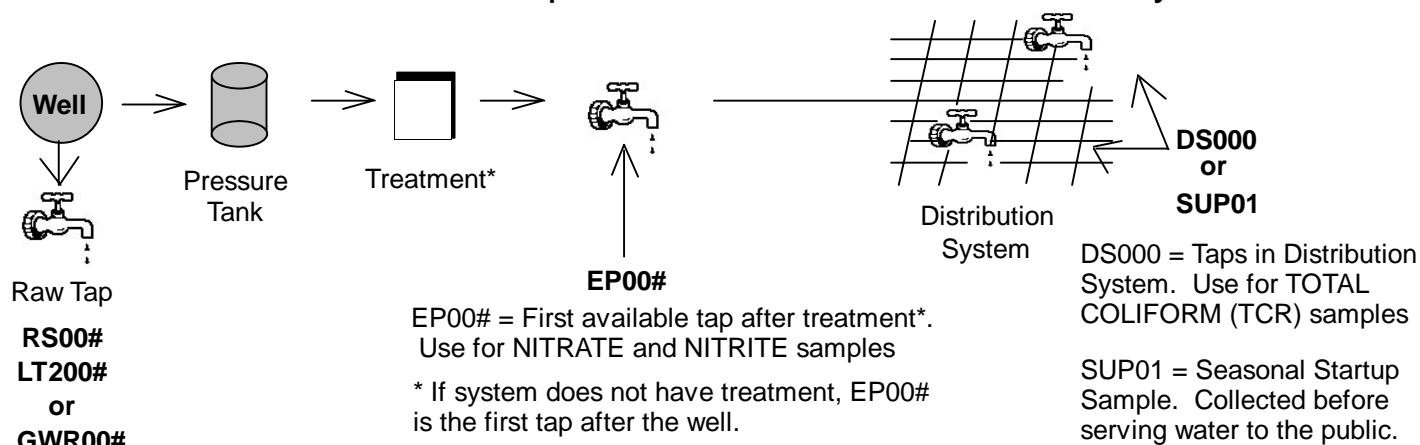 Well
Pressure
Tank
Treatment*
Raw Tap
RS00#
LT200#
or
GWR00#
EP00#
EP00# = First available tap after treatment*.
Use for NITRATE and NITRITE samples
* If system does not have treatment, EP00#
is the first tap after the well.
Distribution
System
DS000
or
SUP01
DS000 = Taps in Distribution
System. Use for TOTAL
COLIFORM (TCR) samples
SUP01 = Seasonal Startup
Sample. Collected before
serving water to the public.